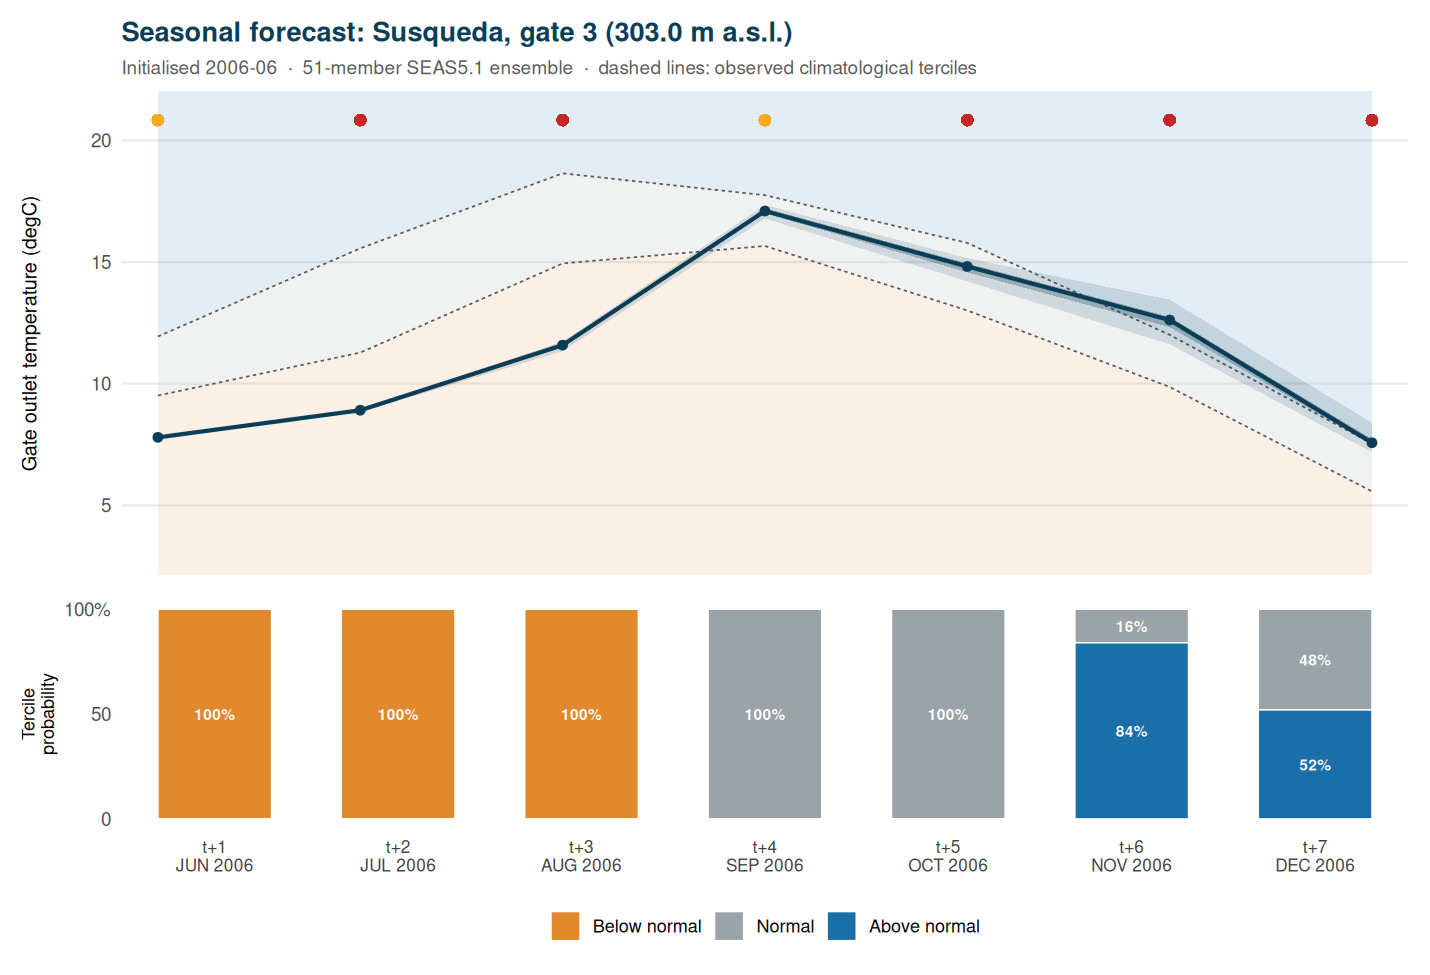 Seasonal forecast: Susqueda, gate 3 (303.0 m a.s.l.)
Initialised 2006-06 · 51-member SEAS5.1 ensemble · dashed lines: observed climatological terciles
Gate outlet temperature (degC)
20
15
10
5
Tercile
probability
100%
50
0
100%
100%
100%
100%
100%
16%
84%
48%
52%
t+1
JUN 2006
t+2
JUL 2006
t+3
AUG 2006
t+4
SEP 2006
t+5
OCT 2006
t+6
NOV 2006
t+7
DEC 2006
Below normal
Normal
Above normal